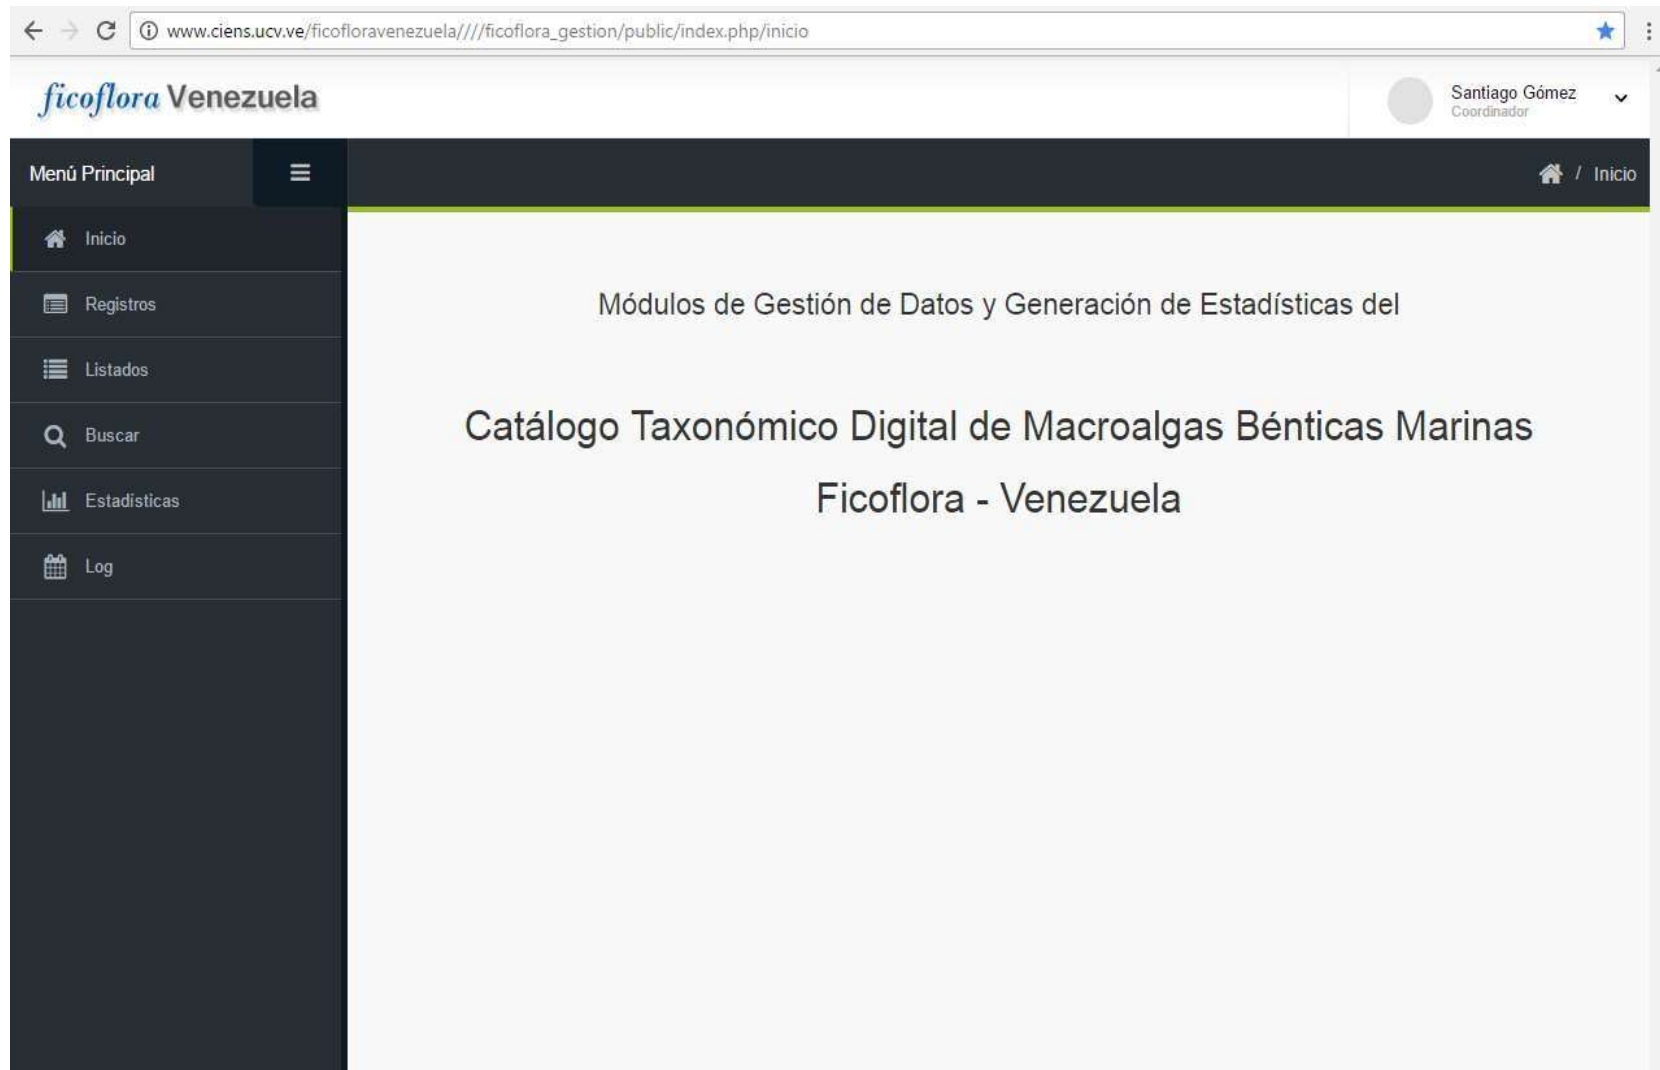 www.ciens.ucv.ve/ficofloravenezuela////ficoflora_gestion/public/index.php/inicio
ficoflora Venezuela
Santiago Gómez
Coordinador
Menú Principal
/ Inicio
Inicio
Registros
Listados
Buscar
Estadísticas
Log
Módulos de Gestión de Datos y Generación de Estadísticas del
Catálogo Taxonómico Digital de Macroalgas Bénticas Marinas
Ficoflora - Venezuela